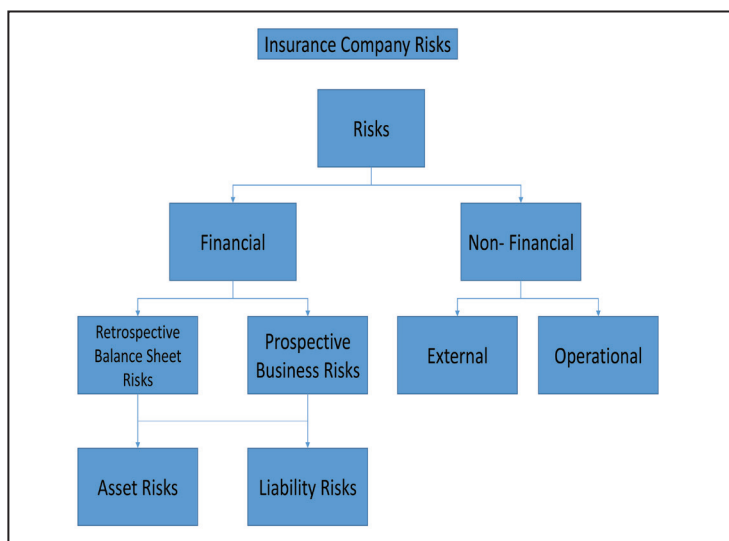 Insurance Company Risks
Risks
Financial
Non- Financial
Retrospective
Balance Sheet
Risks
Prospective
Business Risks
External
Operational
Asset Risks
Liability Risks